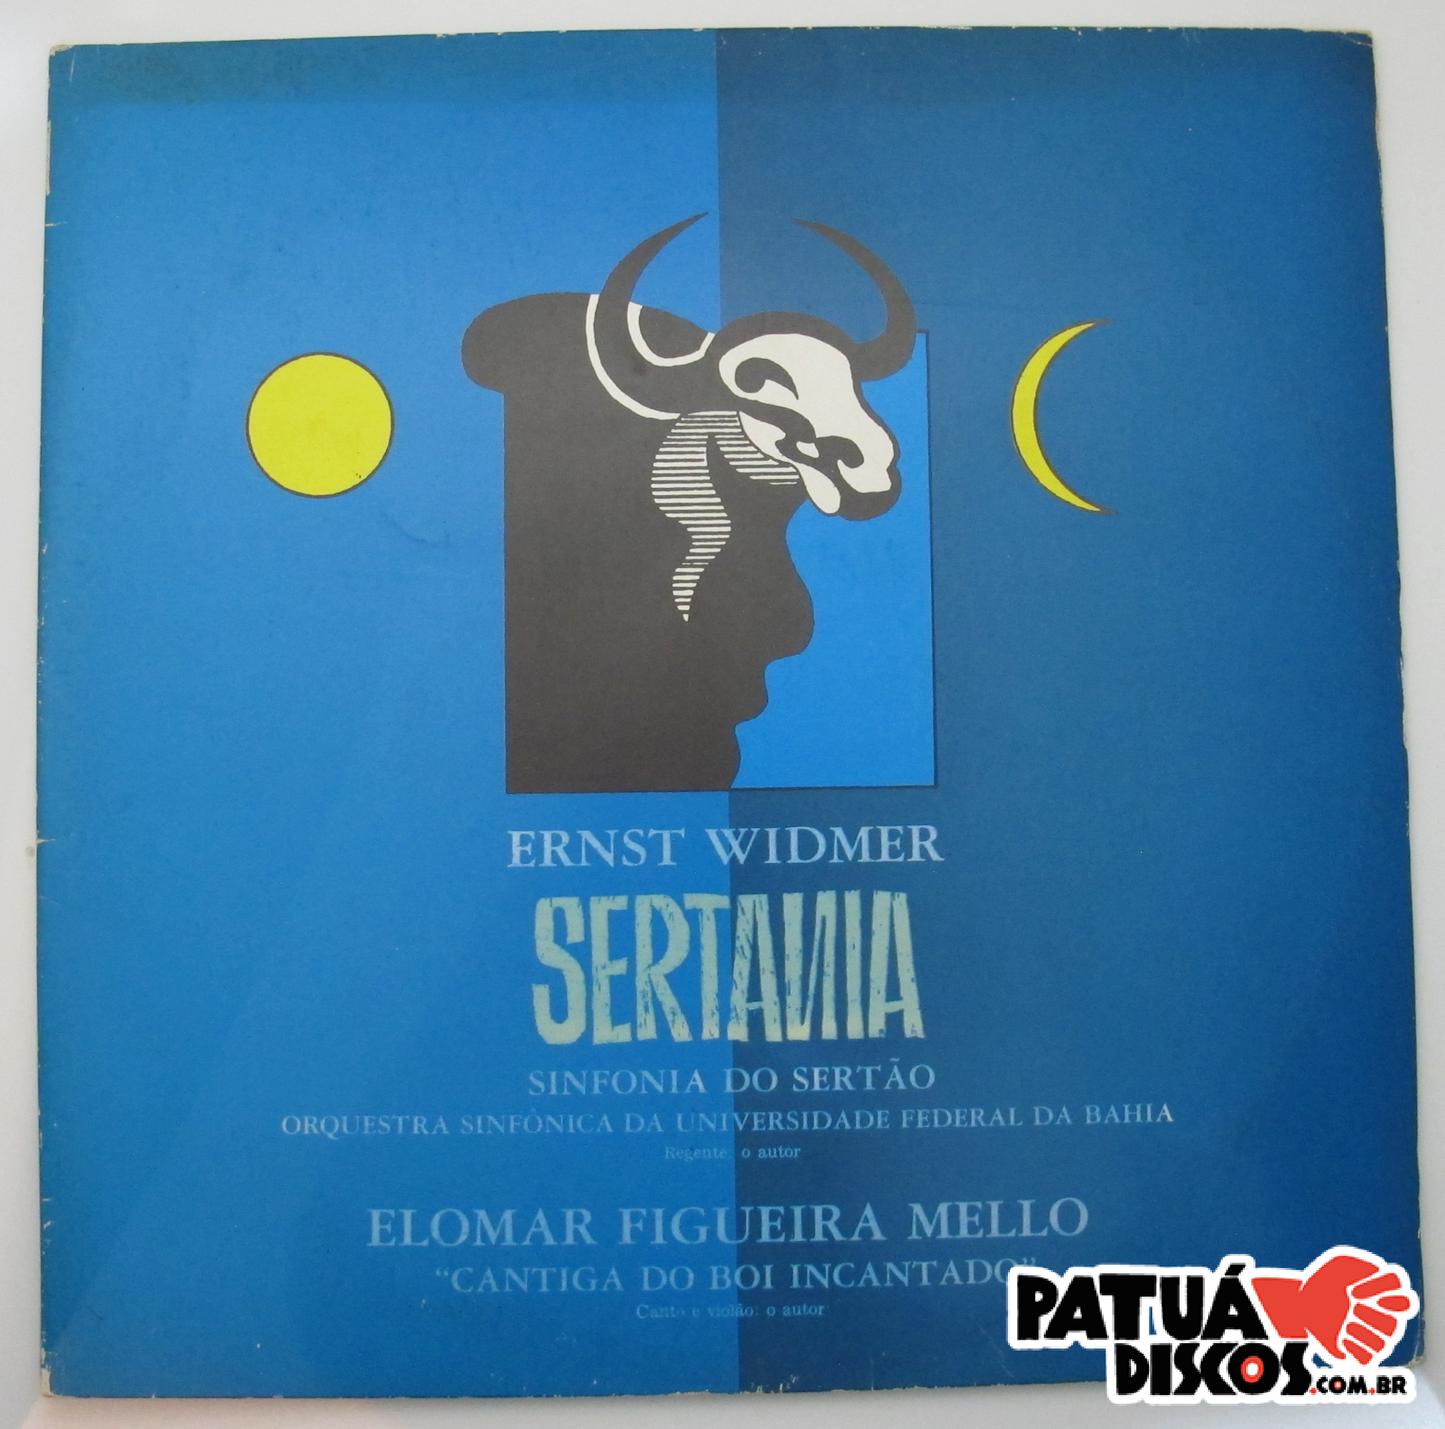 ERNST WIDMER
SERTANIA
SINFONIA DO SERTÃO
ORQUESTRA SINFÔNICA DA UNIVERSIDADE FEDERAL DA BAHIA
Regente: o autor
ELOMAR FIGUEIRA MELLO
"CANTIGA DO BOI INCANTADO"
Canto e violão: o autor
PATUÁ
DISCOS.COM.BR